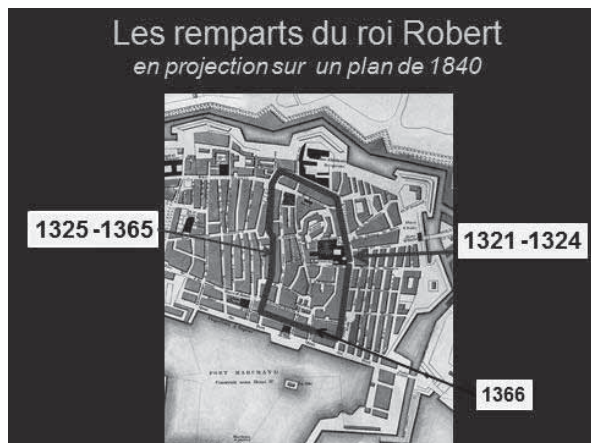 Les remparts du roi Robert
en projection sur un plan de 1840
1325-1365
1321-1324
PORT MARCHAND
1366